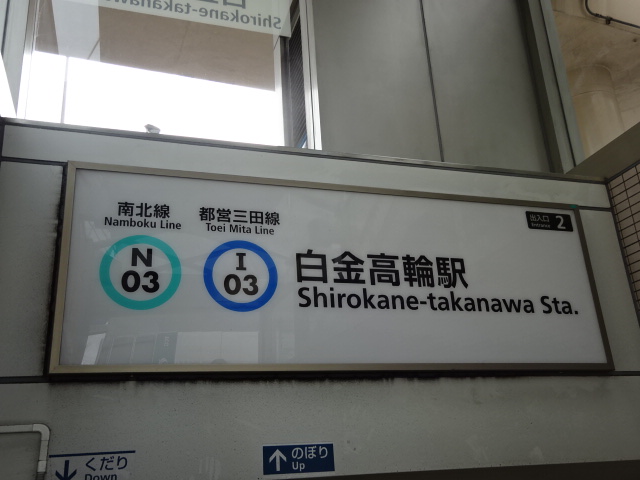 Shirokane-takanawa
南北線
Namboku Line
都営三田線
Toei Mita Line
N
03
I
03
白金高輪駅
Shirokane-takanawa Sta.
出入口
Entrance
2
くだり
Down
のぼり
Up